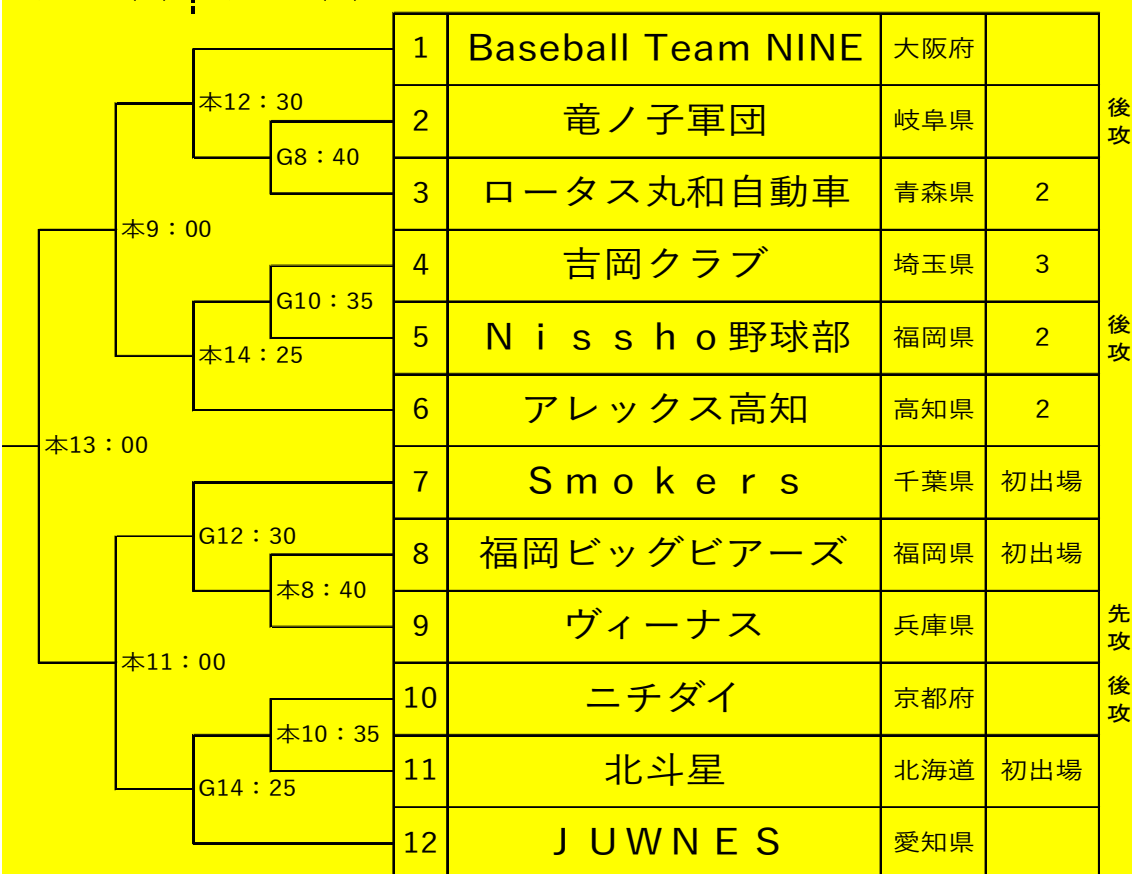 1 Baseball Team NINE 大阪府
本12：30
2 竜ノ子軍団 岐阜県 後攻
G8：40
3 ロータス丸和自動車 青森県 2
本9：00
4 吉岡クラブ 埼玉県 3
G10：35
5 Ｎｉｓｓｈｏ野球部 福岡県 2 後攻
本14：25
6 アレックス高知 高知県 2
本13：00
7 Ｓｍｏｋｅｒｓ 千葉県 初出場
G12：30
8 福岡ビッグビアーズ 福岡県 初出場
本8：40
9 ヴィーナス 兵庫県 先攻
本11：00
10 ニチダイ 京都府 後攻
本10：35
11 北斗星 北海道 初出場
G14：25
12 ＪＵＷＮＥＳ 愛知県